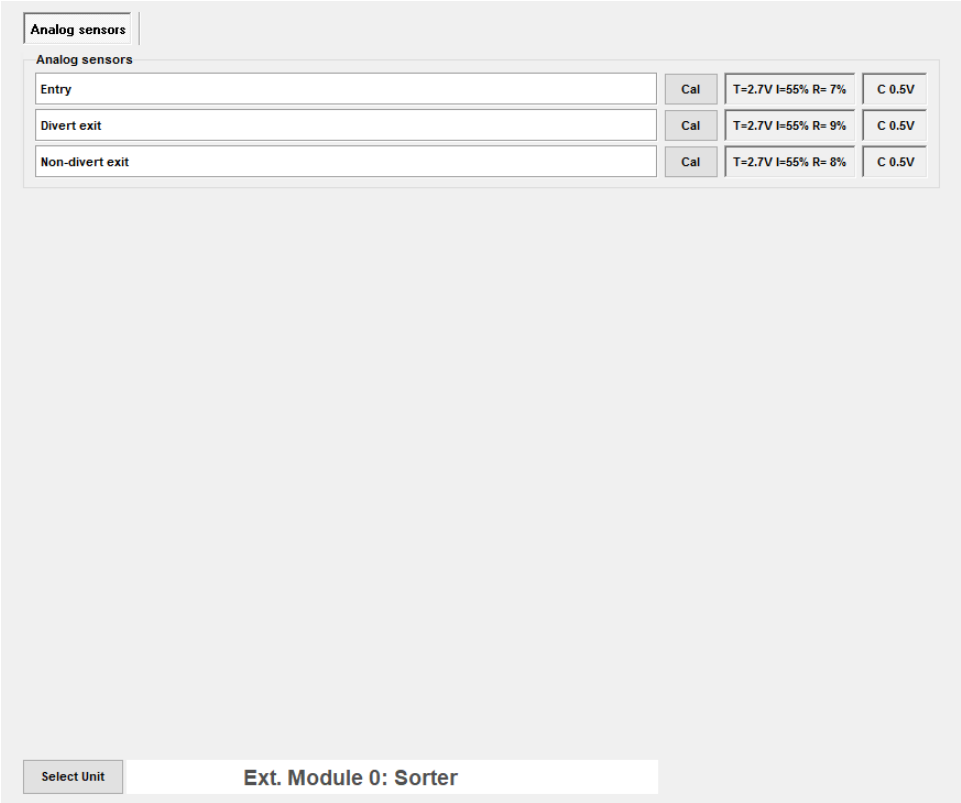 Analog sensors
Analog sensors
Entry Cal T=2.7V I=55% R= 7% C 0.5V
Divert exit Cal T=2.7V I=55% R= 9% C 0.5V
Non-divert exit Cal T=2.7V I=55% R= 8% C 0.5V
Select Unit Ext. Module 0: Sorter